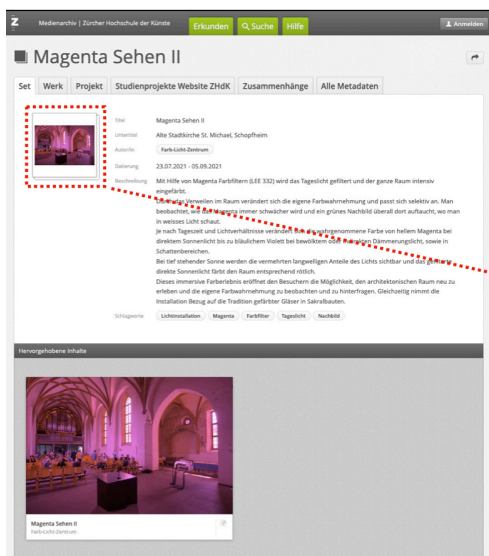 Z
Medienarchiv | Zürcher Hochschule der Künste
Erkunden
Suche
Hilfe
Anmelden
Magenta Sehen II
Set
Werk
Projekt
Studienprojekte Website ZHdK
Zusammenhänge
Alle Metadaten
Titel Magenta Sehen II
Untertitel Alte Stadtkirche St. Michael, Schopfheim
Autor/in Farb-Licht-Zentrum
Datierung 23.07.2021 - 05.09.2021
Beschreibung Mit Hilfe von Magenta Farbfiltern (LEE 332) wird das Tageslicht gefiltert und der ganze Raum intensiv
eingefärbt.
Durch das Verweilen im Raum verändert sich die eigene Farbwahrnehmung und passt sich selektiv an. Man
beobachtet, wie das Magenta immer schwächer wird und ein grünes Nachbild überall dort auftaucht, wo man
in weisses Licht schaut.
Je nach Tageszeit und Lichtverhältnisse verändert sich die wahrgenommene Farbe von hellem Magenta bei
direktem Sonnenlicht bis zu bläulichem Violett bei bewölktem oder indirekten Dämmerungslicht, sowie in
Schattenbereichen.
Bei tief stehender Sonne werden die vermehrten langwelligen Anteile des Lichts sichtbar und das gefilterte
direkte Sonnenlicht färbt den Raum entsprechend rötlich.
Dieses immersive Farberlebnis eröffnet den Besuchern die Möglichkeit, den architektonischen Raum neu zu
erleben und die eigene Farbwahrnehmung zu beobachten und zu hinterfragen. Gleichzeitig nimmt die
Installation Bezug auf die Tradition gefärbter Gläser in Sakralbauten.
Schlagworte Lichtinstallation Magenta Farbfilter Tageslicht Nachbild
Hervorgehobene Inhalte
Magenta Sehen II
Farb-Licht-Zentrum